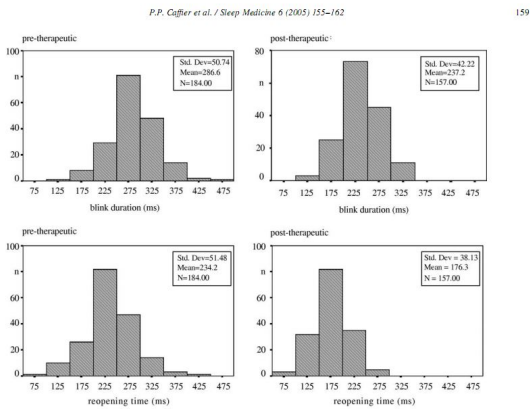 P.P. Caffier et al. / Sleep Medicine 6 (2005) 155–162 159
pre-therapeutic
100
n
60
40
20
0
Std. Dev=50.74
Mean=286.6
N=184.00
75 125 175 225 275 325 375 425 475
blink duration (ms)
post-therapeutic
80
n
40
20
0
Std. Dev=42.22
Mean=237.2
N=157.00
75 125 175 225 275 325 375 425 475
blink duration (ms)
pre-therapeutic
100
n
60
40
20
0
Std. Dev=51.48
Mean=234.2
N=184.00
75 125 175 225 275 325 375 425 475
reopening time (ms)
post-therapeutic
100
n
60
40
20
0
Std. Dev = 38.13
Mean = 176.3
N = 157.00
75 125 175 225 275 325 375 425 475
reopening time (ms)